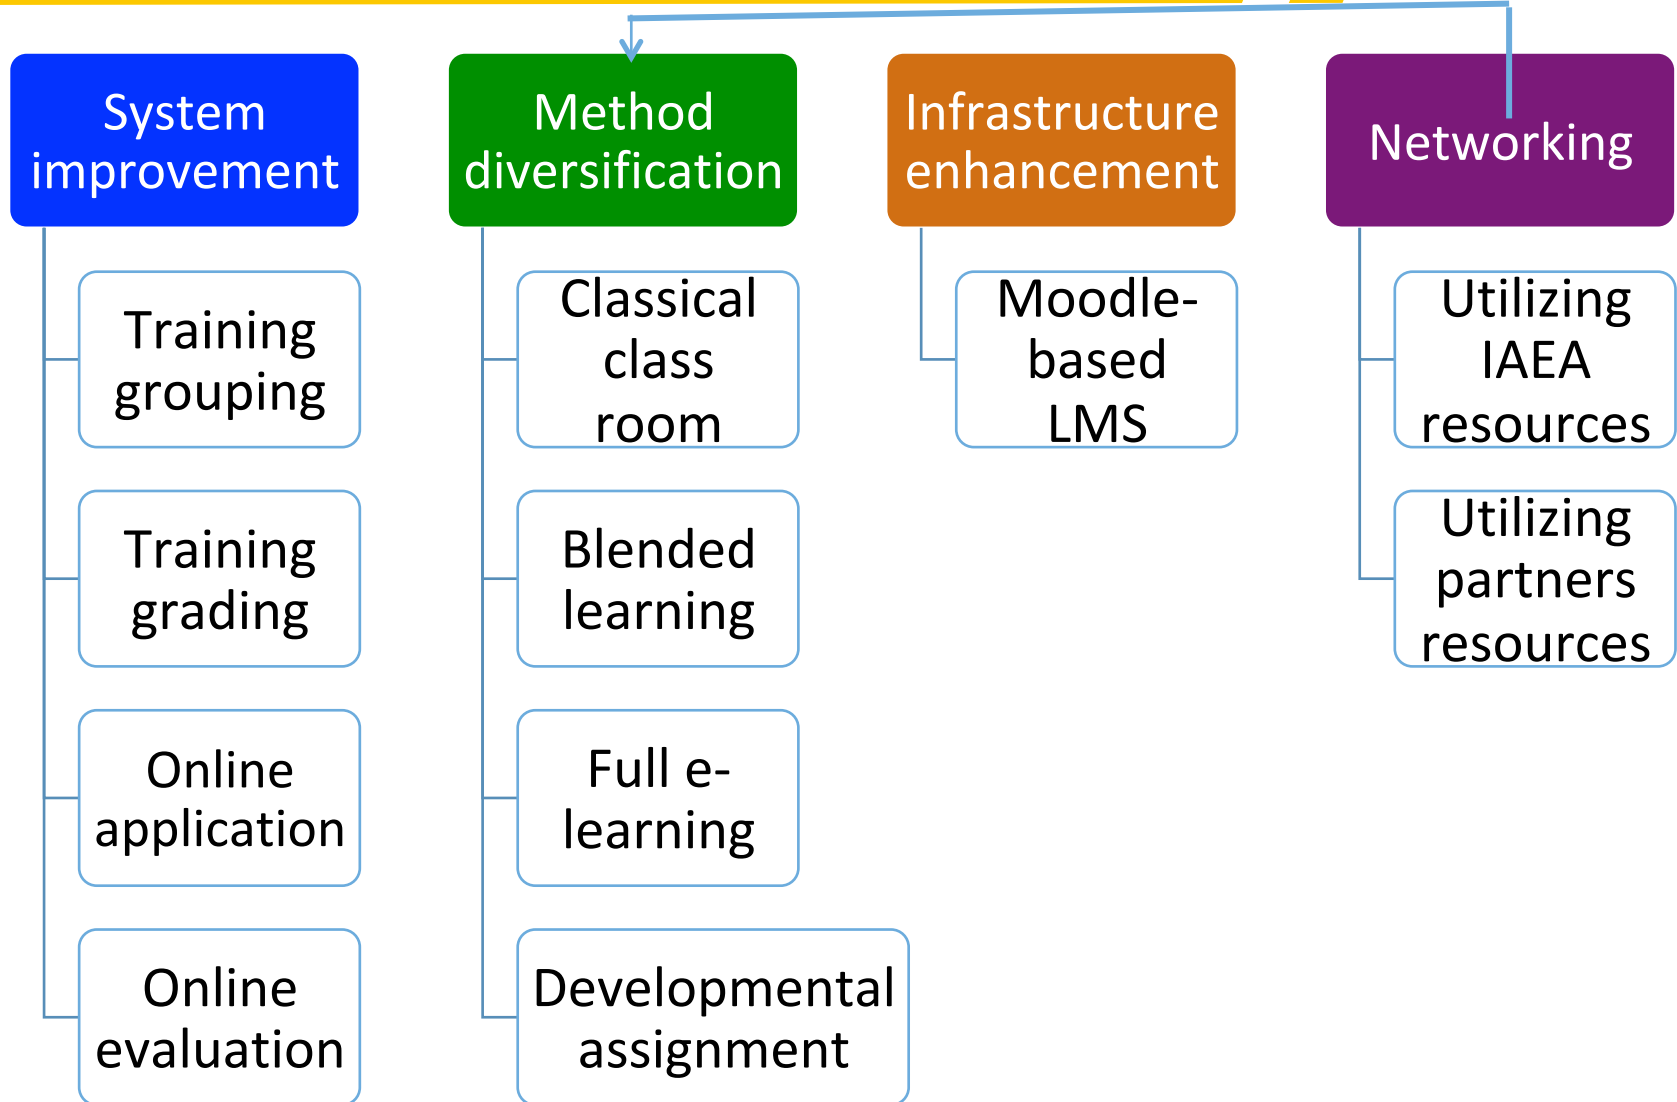 System
improvement
Training
grouping
Training
grading
Online
application
Online
evaluation
Method
diversification
Classical
class
room
Blended
learning
Full e-
learning
Developmental
assignment
Infrastructure
enhancement
Moodle-
based
LMS
Networking
Utilizing
IAEA
resources
Utilizing
partners
resources